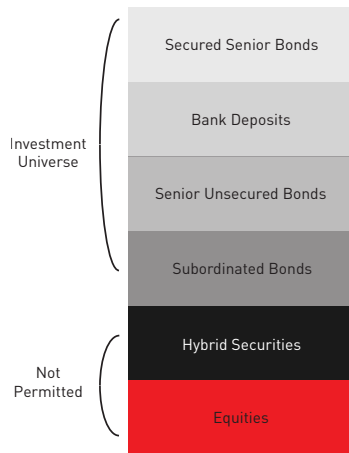 Secured Senior Bonds
Bank Deposits
Investment
Universe
Senior Unsecured Bonds
Subordinated Bonds
Hybrid Securities
Not
Permitted
Equities